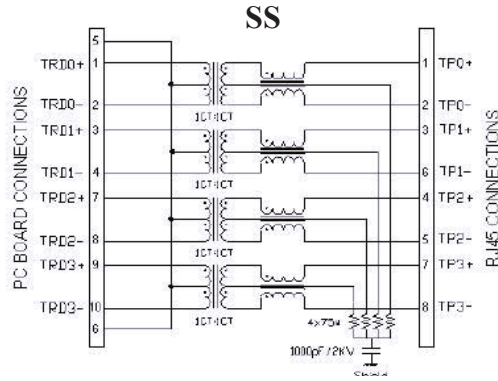 SS
PC BOARD CONNECTIONS
5
TRD0+ 1
TRD0- 2
TRD1+ 3
TRD1- 4
TRD2+ 7
TRD2- 8
TRD3+ 9
TRD3- 10
6
1CT:1CT
1CT:1CT
1CT:1CT
1CT:1CT
1 TP0+
2 TP0-
3 TP1+
6 TP1-
4 TP2+
5 TP2-
7 TP3+
8 TP3-
RJ45 CONNECTIONS
4x75Ω
1000pF/2KV
Shield